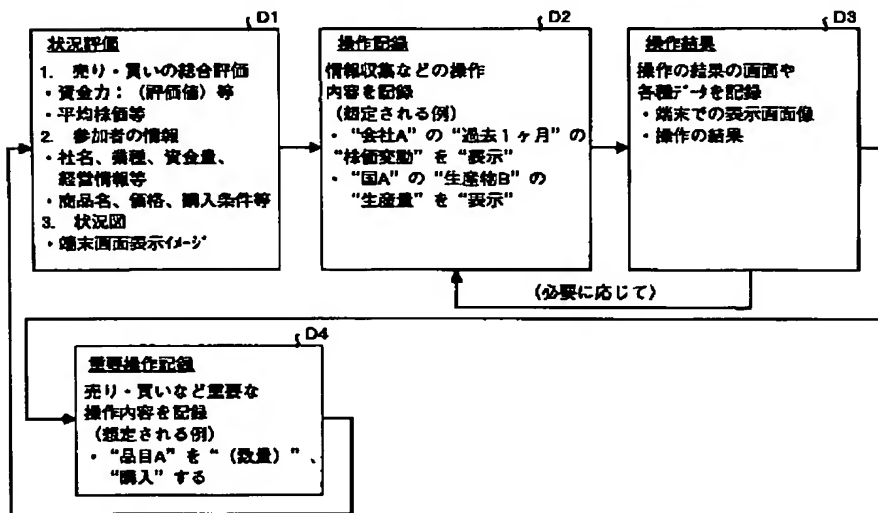 D1
状況評価
1. 売り・買いの総合評価
・資金力：（評価値）等
・平均株価等
2. 参加者の情報
・社名、業種、資金量、
経営情報等
・商品名、価格、購入条件等
3. 状況図
・端末画面表示イメージ
D2
操作記録
情報収集などの操作
内容を記録
(想定される例)
・“会社A”の“過去1ヶ月”の
“株価変動”を“表示”
・“国A”の“生産物B”の
“生産量”を“表示”
D3
操作結果
操作の結果の画面や
各種データを記録
・端末での表示画面像
・操作の結果
(必要に応じて)
D4
重要操作記録
売り・買いなど重要な
操作内容を記録
(想定される例)
・“品目A”を“（数量）”、
“購入”する